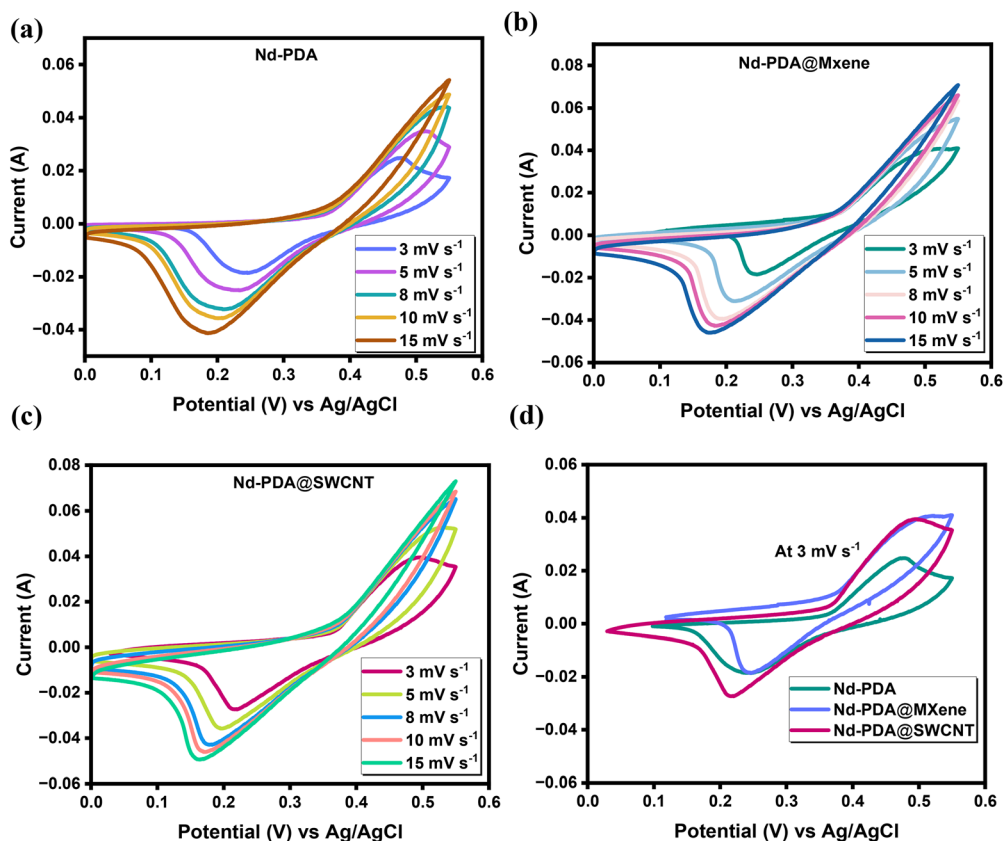 (a)
Nd-PDA
0.06
0.04
0.02
0.00
−0.02
−0.04
Current (A)
3 mV s⁻¹
5 mV s⁻¹
8 mV s⁻¹
10 mV s⁻¹
15 mV s⁻¹
0.0 0.1 0.2 0.3 0.4 0.5 0.6
Potential (V) vs Ag/AgCl
(b)
Nd-PDA@Mxene
0.08
0.06
0.04
0.02
0.00
−0.02
−0.04
−0.06
Current (A)
3 mV s⁻¹
5 mV s⁻¹
8 mV s⁻¹
10 mV s⁻¹
15 mV s⁻¹
0.0 0.1 0.2 0.3 0.4 0.5 0.6
Potential (V) vs Ag/AgCl
(c)
Nd-PDA@SWCNT
0.08
0.06
0.04
0.02
0.00
−0.02
−0.04
−0.06
Current (A)
3 mV s⁻¹
5 mV s⁻¹
8 mV s⁻¹
10 mV s⁻¹
15 mV s⁻¹
0.0 0.1 0.2 0.3 0.4 0.5 0.6
Potential (V) vs Ag/AgCl
(d)
At 3 mV s⁻¹
0.06
0.04
0.02
0.00
−0.02
−0.04
−0.06
Current (A)
Nd-PDA
Nd-PDA@MXene
Nd-PDA@SWCNT
0.0 0.1 0.2 0.3 0.4 0.5 0.6
Potential (V) vs Ag/AgCl